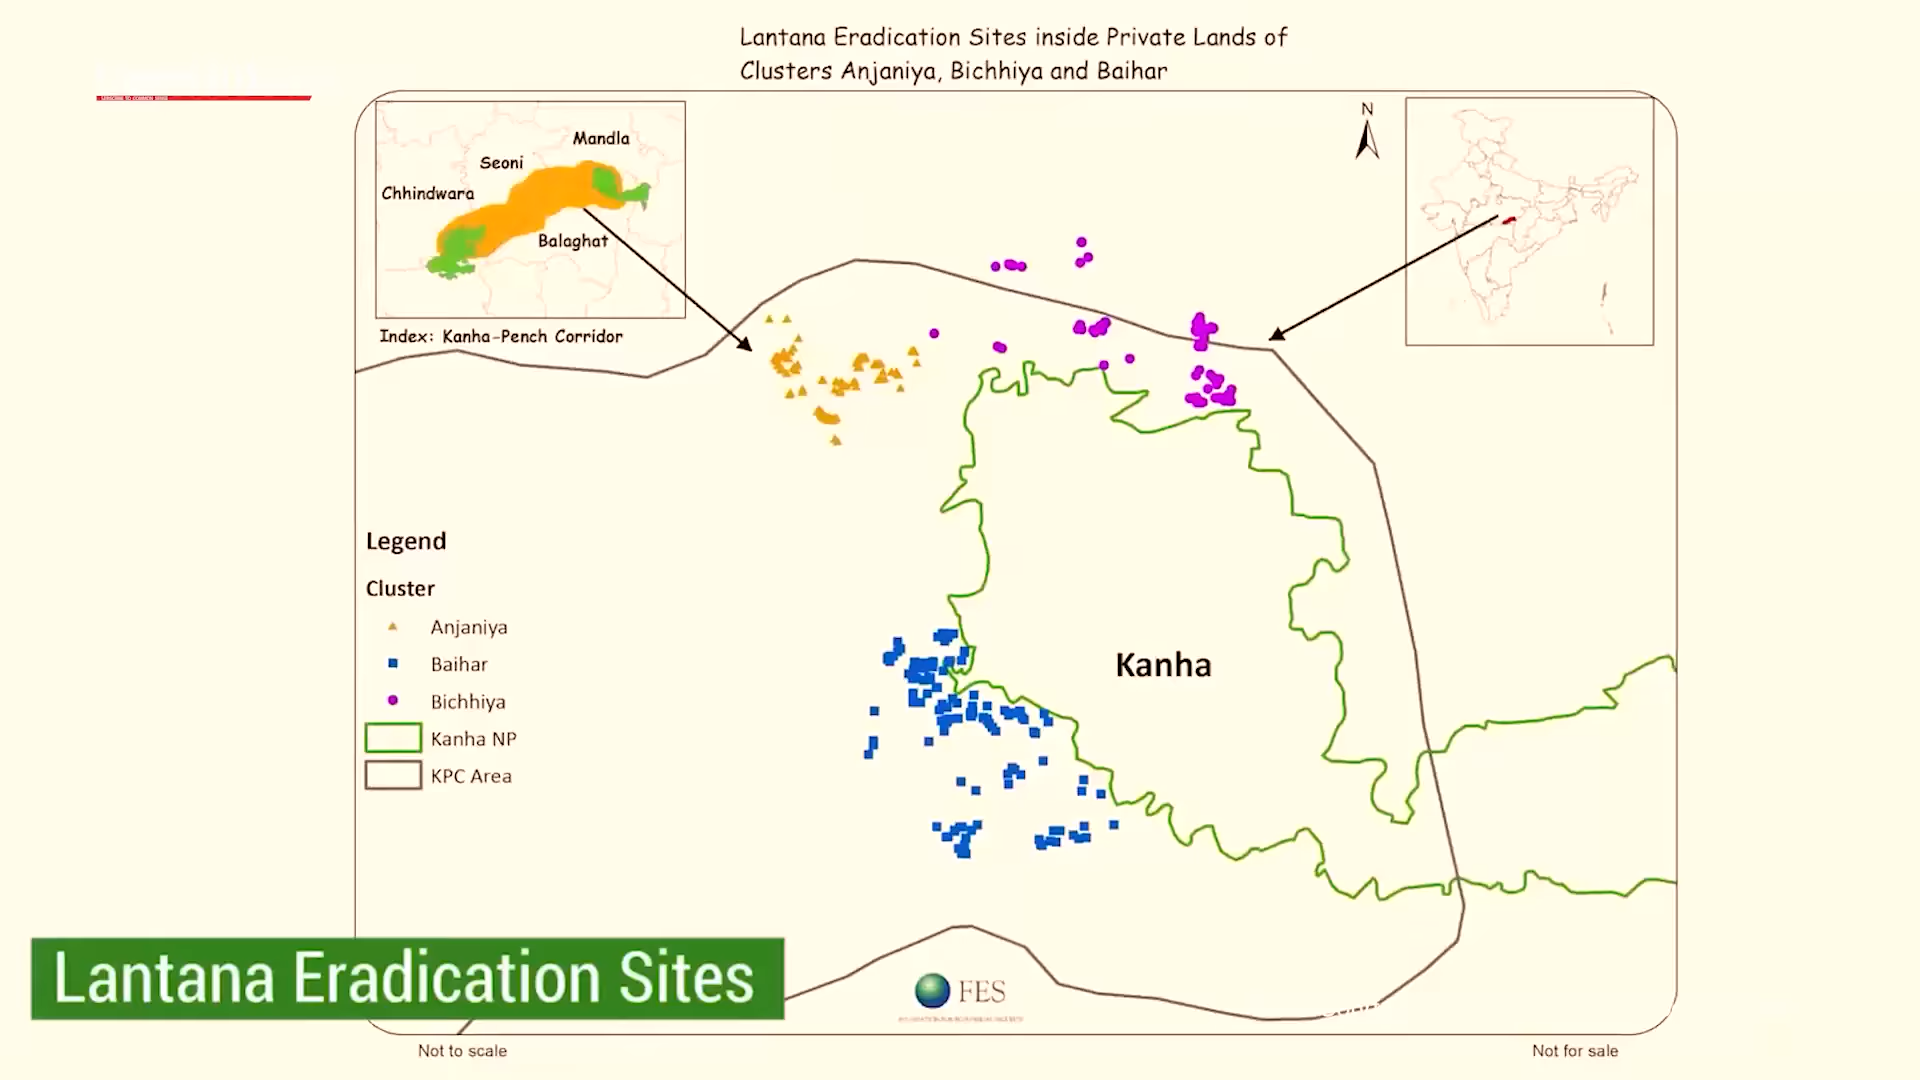 Lantana Eradication Sites inside Private Lands of
Clusters Anjaniya, Bichhiya and Baihar
Mandla
Seoni
Chhindwara
Balaghat
Index: Kanha-Pench Corridor
N
Legend
Cluster
Anjaniya
Baihar
Bichhiya
Kanha NP
KPC Area
Kanha
Lantana Eradication Sites
FES
Not to scale
Not for sale